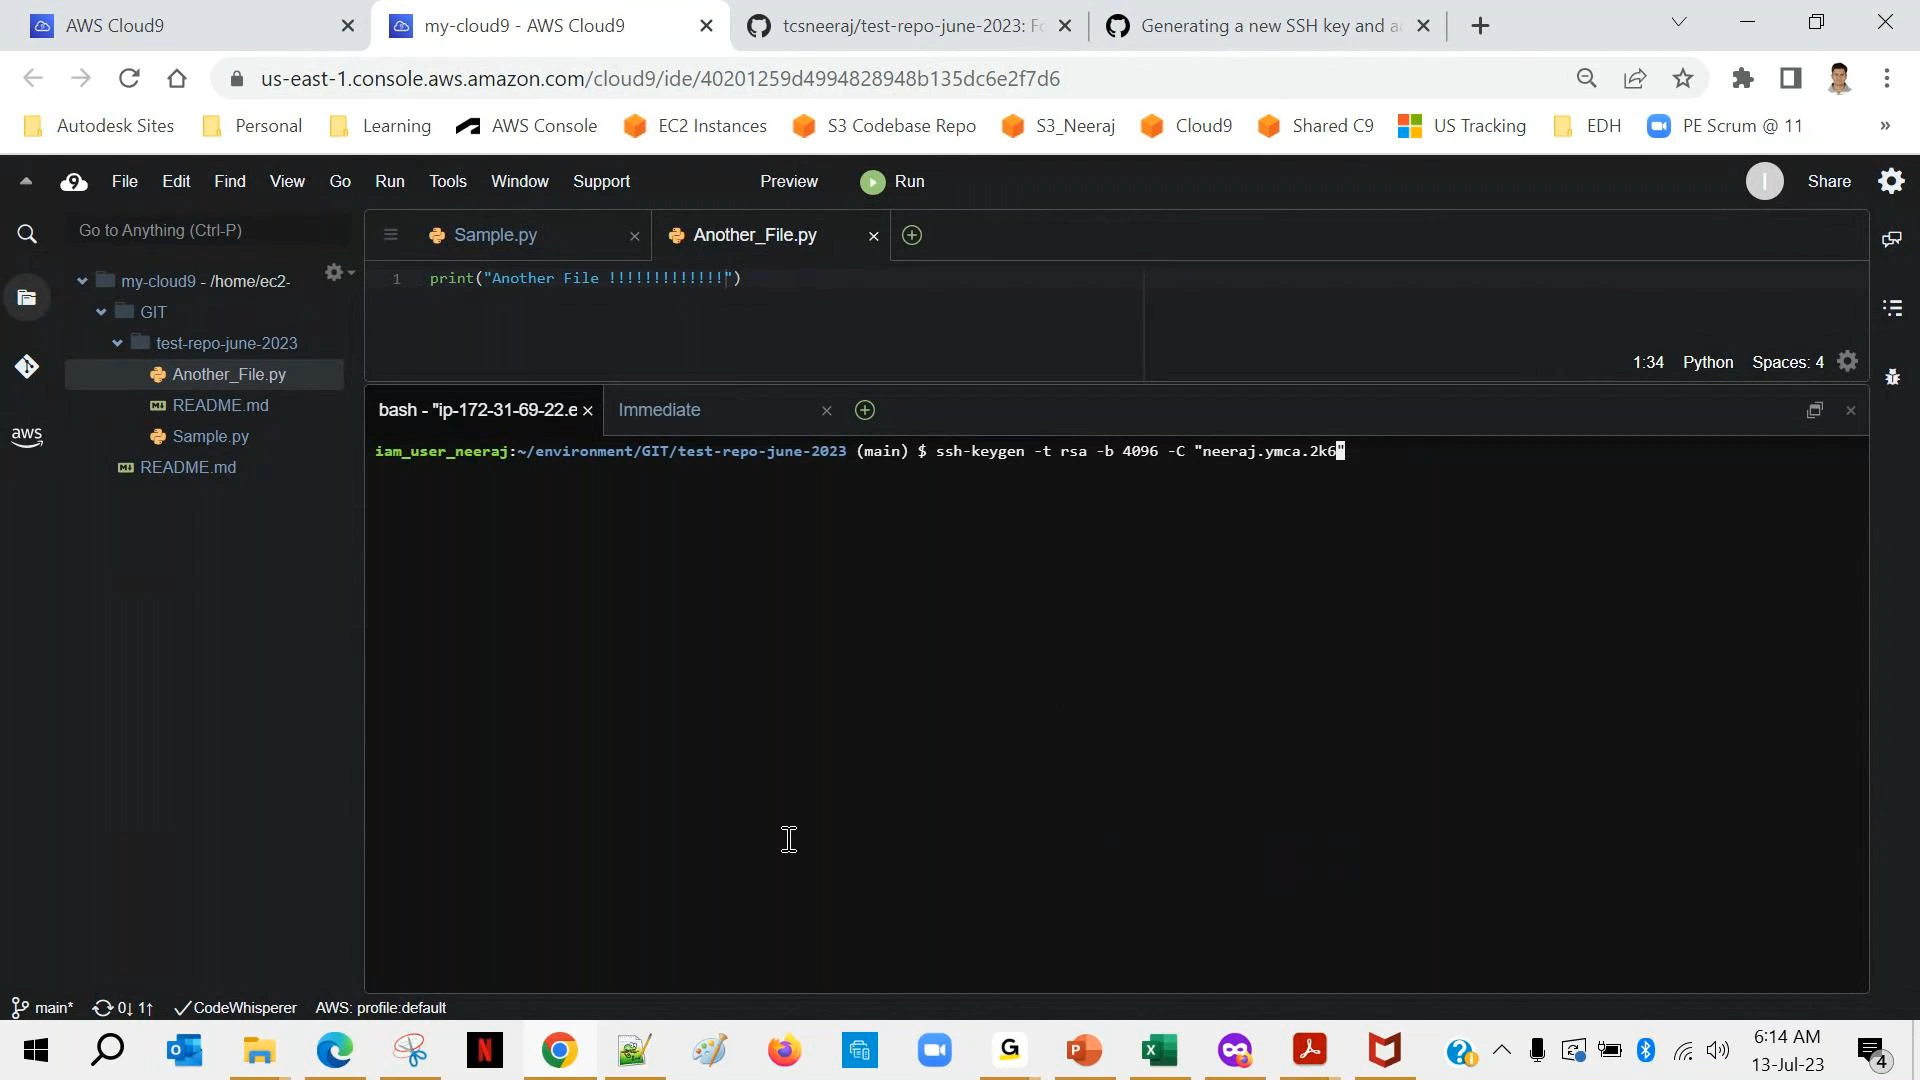 AWS Cloud9
my-cloud9 - AWS Cloud9
tcsneeraj/test-repo-june-2023: Fo
Generating a new SSH key and a
us-east-1.console.aws.amazon.com/cloud9/ide/40201259d4994828948b135dc6e2f7d6
Autodesk Sites Personal Learning AWS Console EC2 Instances S3 Codebase Repo S3_Neeraj Cloud9 Shared C9 US Tracking EDH PE Scrum @ 11 »
9 File Edit Find View Go Run Tools Window Support Preview Run I Share
Go to Anything (Ctrl-P)
Sample.py
Another_File.py
1 print("Another File !!!!!!!!!!!!!")
my-cloud9 - /home/ec2-
GIT
test-repo-june-2023
Another_File.py
README.md
Sample.py
README.md
aws
1:34 Python Spaces: 4
bash - "ip-172-31-69-22.e
Immediate
iam_user_neeraj:~/environment/GIT/test-repo-june-2023 (main) $ ssh-keygen -t rsa -b 4096 -C "neeraj.ymca.2k6"
main* 0↓ 1↑ CodeWhisperer AWS: profile:default
6:14 AM
13-Jul-23
4